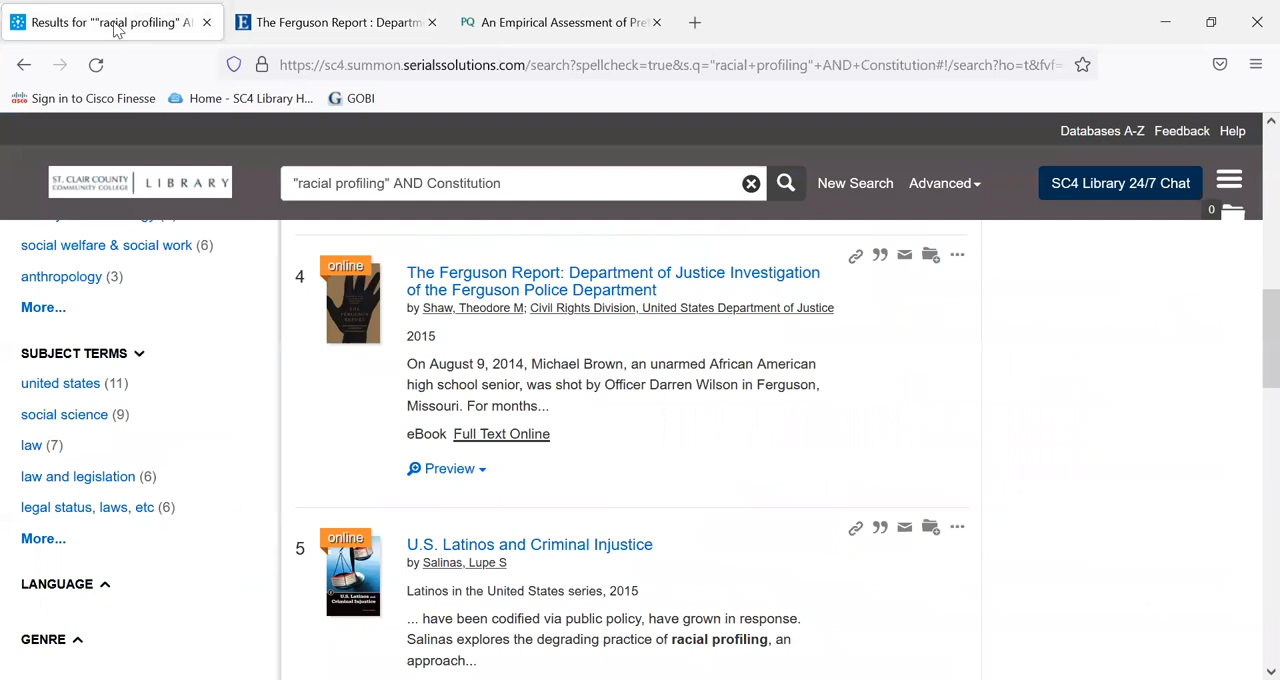 Results for ""racial profiling" A
The Ferguson Report : Departm
PQ An Empirical Assessment of Pret
https://sc4.summon.serialssolutions.com/search?spellcheck=true&s.q="racial+profiling"+AND+Constitution#!/search?ho=t&fvf=
Sign in to Cisco Finesse
Home - SC4 Library H...
G GOBI
Databases A-Z Feedback Help
ST. CLAIR COUNTY
COMMUNITY COLLEGE
LIBRARY
"racial profiling" AND Constitution
New Search
Advanced
SC4 Library 24/7 Chat
0
social welfare & social work (6)
anthropology (3)
More...
SUBJECT TERMS
united states (11)
social science (9)
law (7)
law and legislation (6)
legal status, laws, etc (6)
More...
LANGUAGE
GENRE
4
online
The Ferguson Report: Department of Justice Investigation
of the Ferguson Police Department
by Shaw, Theodore M; Civil Rights Division, United States Department of Justice
2015
On August 9, 2014, Michael Brown, an unarmed African American
high school senior, was shot by Officer Darren Wilson in Ferguson,
Missouri. For months...
eBook Full Text Online
Preview
5
online
U.S. Latinos and Criminal Injustice
by Salinas, Lupe S
Latinos in the United States series, 2015
... have been codified via public policy, have grown in response.
Salinas explores the degrading practice of racial profiling, an
approach...